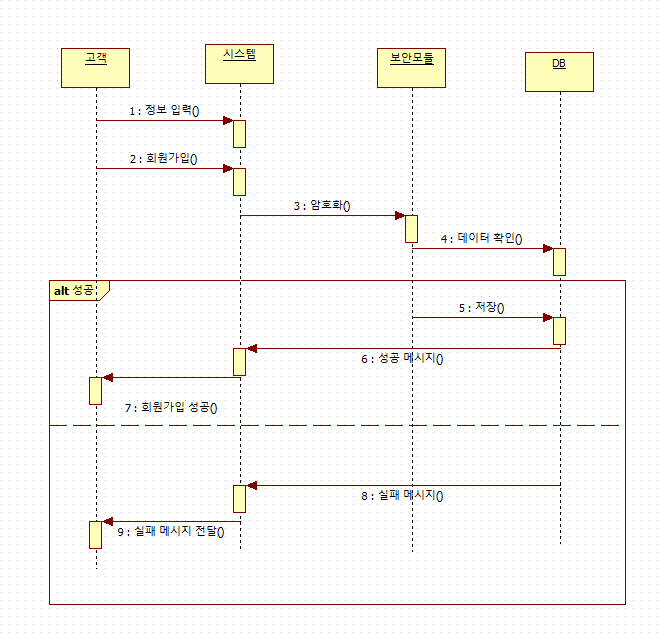 고객
시스템
보안모듈
DB
1 : 정보 입력()
2 : 회원가입()
3 : 암호화()
4 : 데이터 확인()
alt 성공
5 : 저장()
6 : 성공 메시지()
7 : 회원가입 성공()
8 : 실패 메시지()
9 : 실패 메시지 전달()